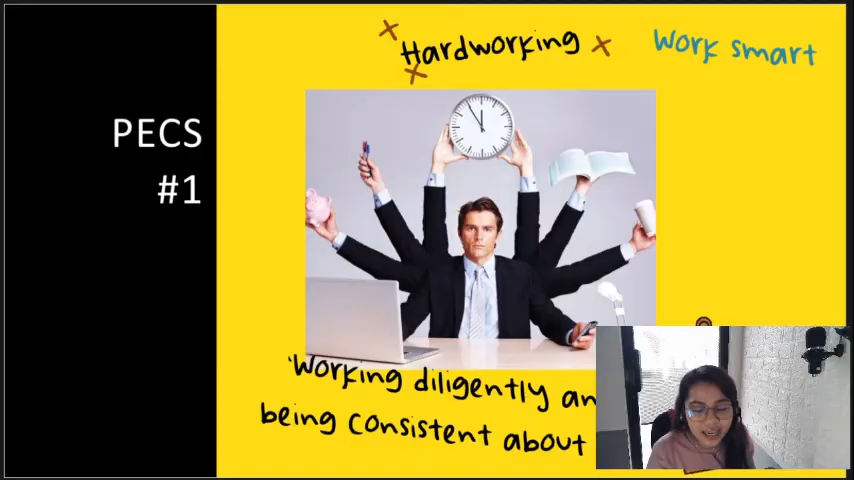 PECS
#1
Hardworking
Work smart
'Working diligently an
being consistent about